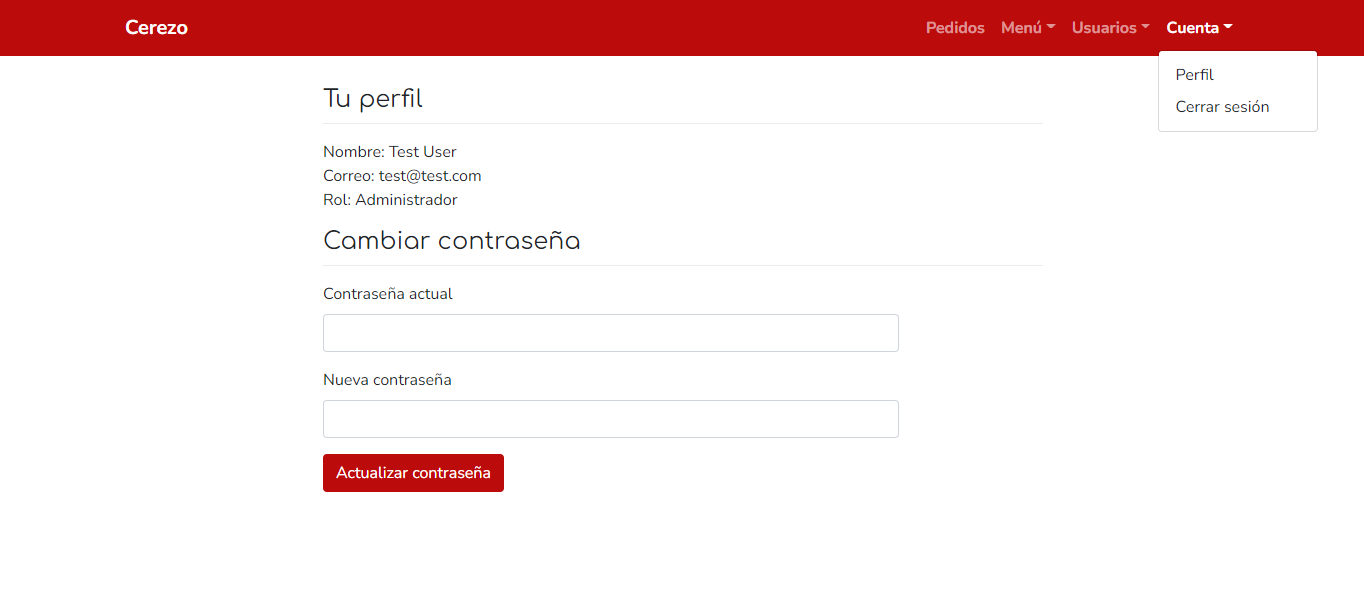 Cerezo
Pedidos Menú Usuarios Cuenta
Perfil
Cerrar sesión
Tu perfil
Nombre: Test User
Correo: test@test.com
Rol: Administrador
Cambiar contraseña
Contraseña actual
Nueva contraseña
Actualizar contraseña